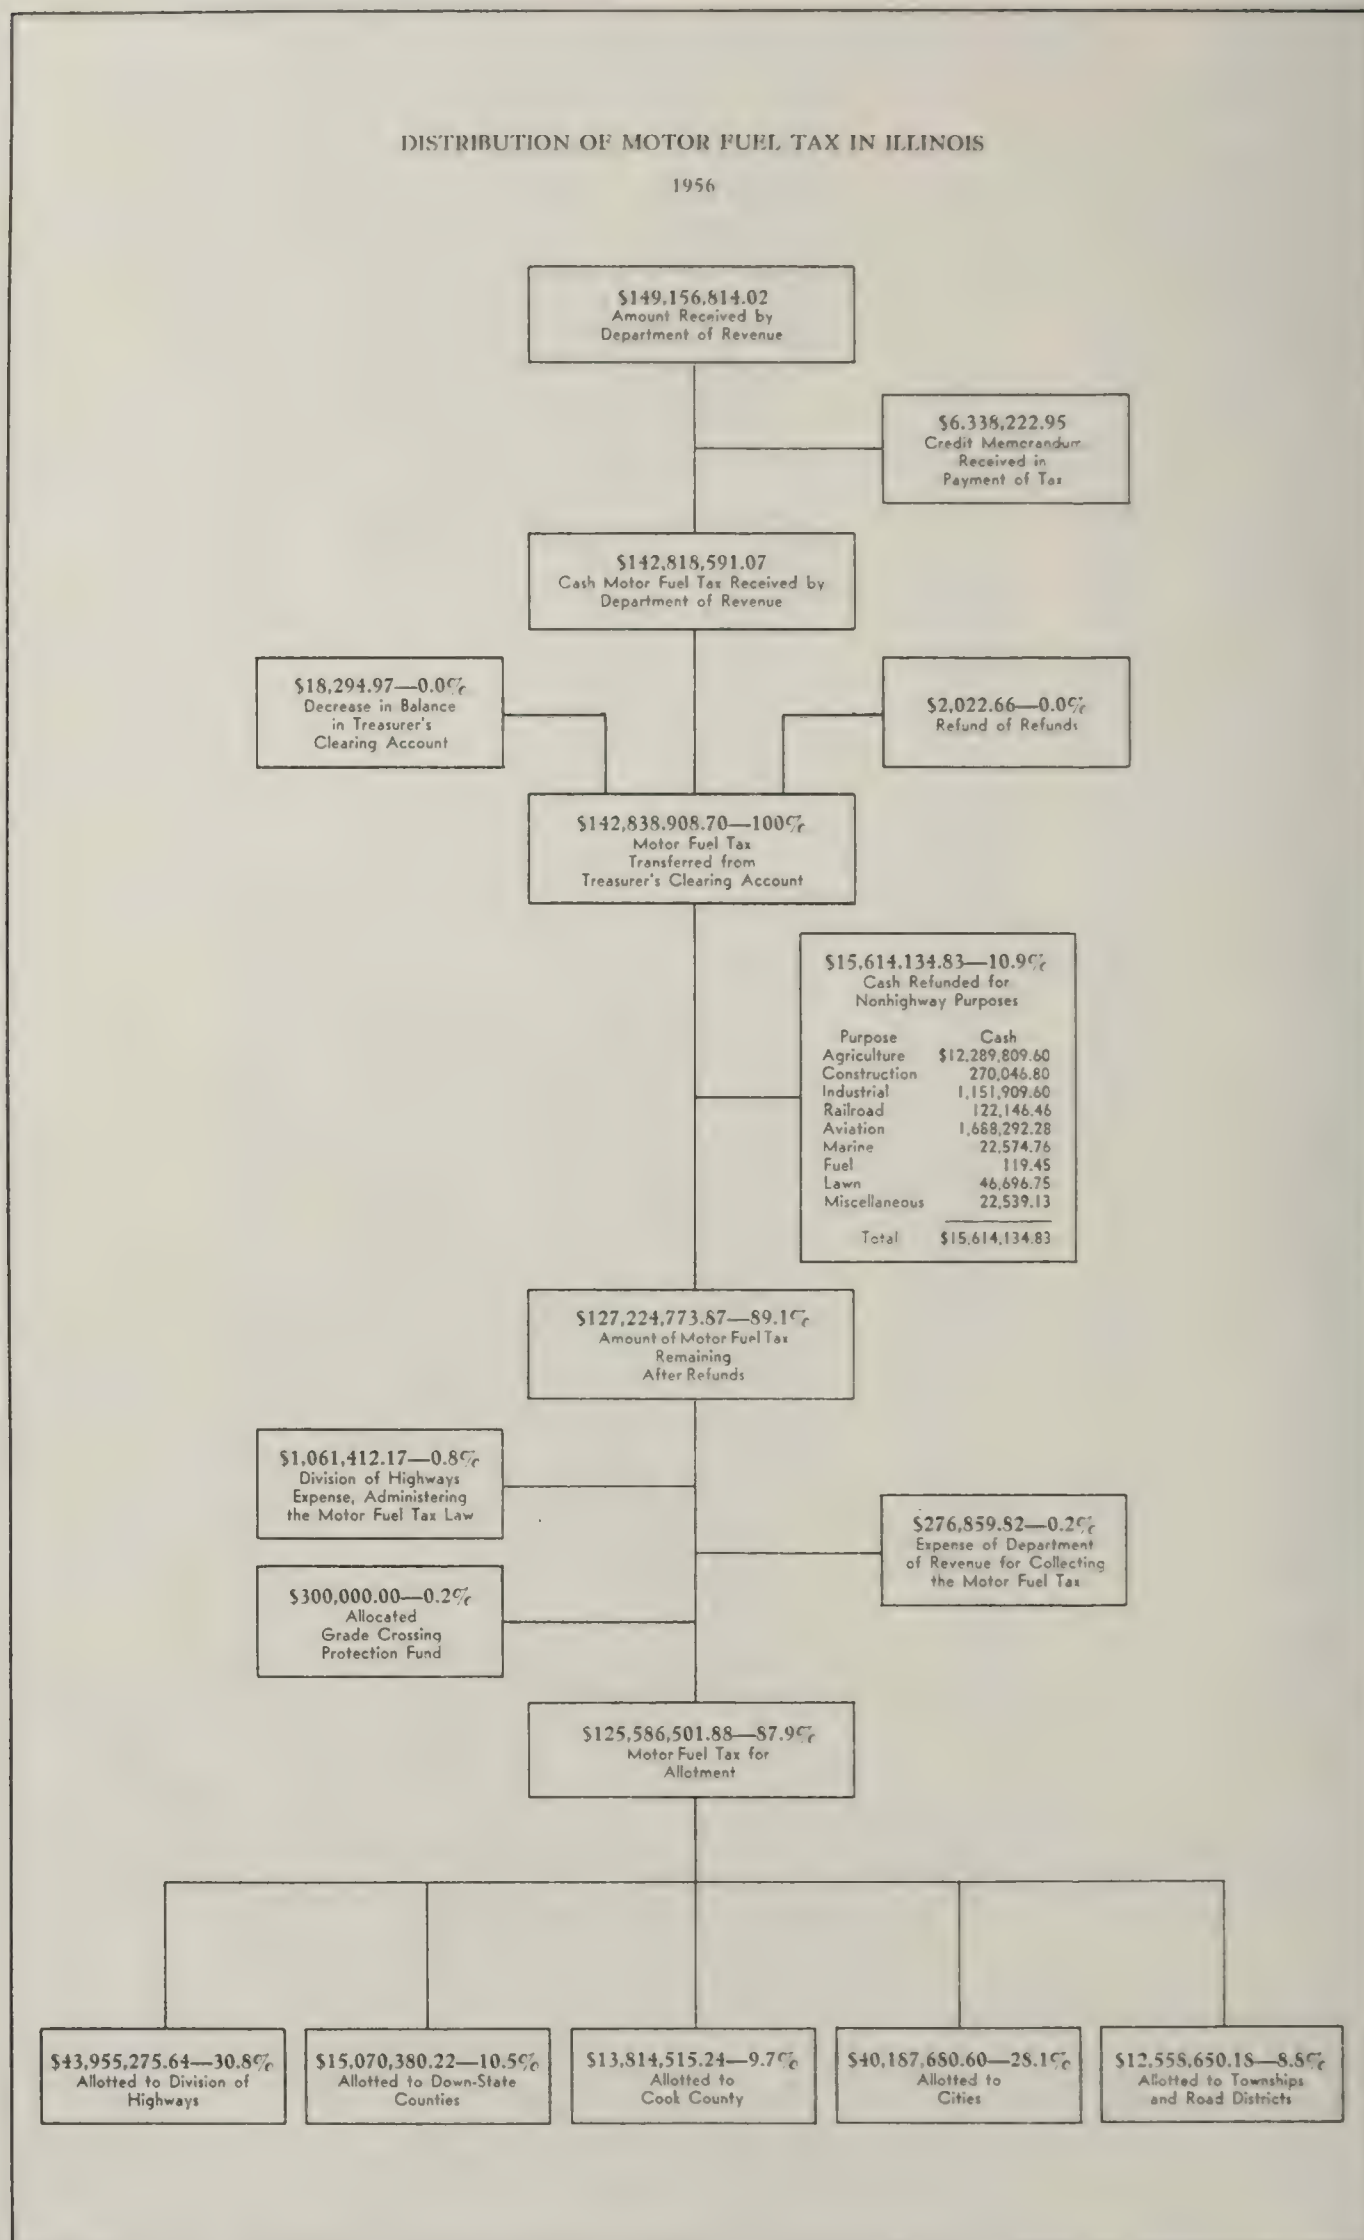 DISTRIBUTION OF MOTOR FUEL TAX IN ILLINOIS
1956
$149,156,814.02
Amount Received by
Department of Revenue
$6,338,222.95
Credit Memorandum
Received in
Payment of Tax
$142,818,591.07
Cash Motor Fuel Tax Received by
Department of Revenue
$18,294.97—0.0%
Decrease in Balance
in Treasurer's
Clearing Account
$2,022.66—0.0%
Refund of Refunds
$142,838,908.70—100%
Motor Fuel Tax
Transferred from
Treasurer's Clearing Account
$15,614,134.83—10.9%
Cash Refunded for
Nonhighway Purposes
Purpose Cash
Agriculture $12,289,809.60
Construction 270,046.80
Industrial 1,151,909.60
Railroad 122,146.46
Aviation 1,688,292.28
Marine 22,574.76
Fuel 119.45
Lawn 46,696.75
Miscellaneous 22,539.13
Total $15,614,134.83
$127,224,773.87—89.1%
Amount of Motor Fuel Tax
Remaining
After Refunds
$1,061,412.17—0.8%
Division of Highways
Expense, Administering
the Motor Fuel Tax Law
$276,859.82—0.2%
Expense of Department
of Revenue for Collecting
the Motor Fuel Tax
$300,000.00—0.2%
Allocated
Grade Crossing
Protection Fund
$125,586,501.88—87.9%
Motor Fuel Tax for
Allotment
$43,955,275.64—30.8%
Allotted to Division of
Highways
$15,070,380.22—10.5%
Allotted to Down-State
Counties
$13,814,515.24—9.7%
Allotted to
Cook County
$40,187,680.60—28.1%
Allotted to
Cities
$12,558,650.18—8.8%
Allotted to Townships
and Road Districts